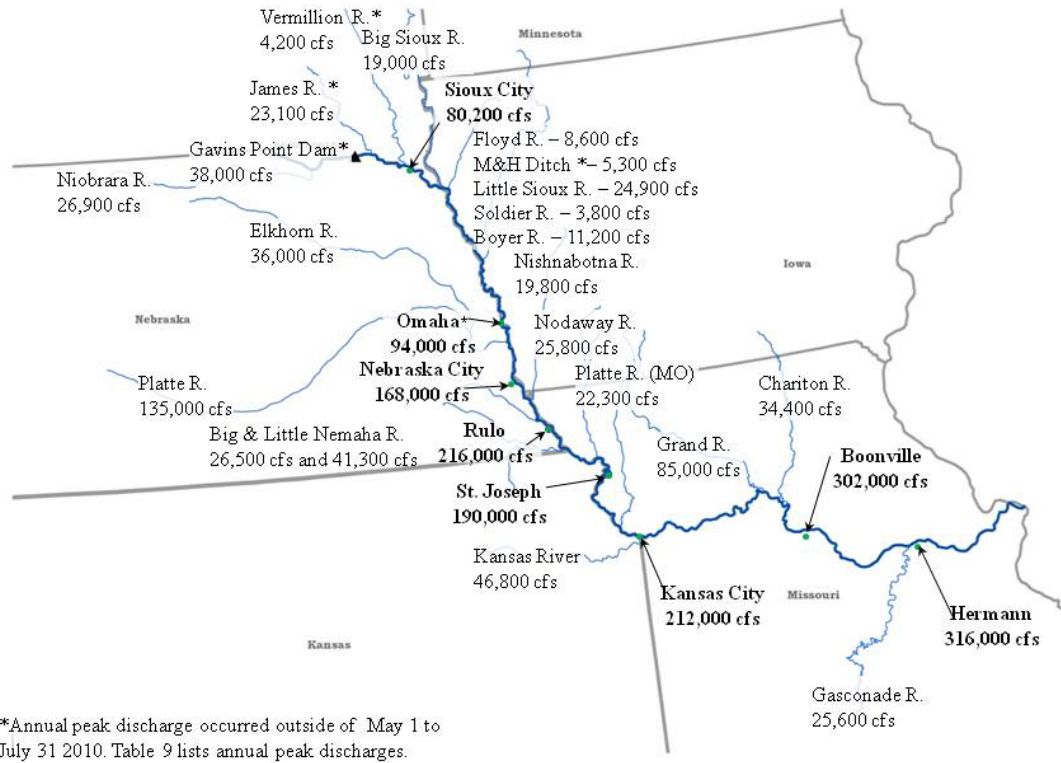 Vermillion R.*
4,200 cfs
Big Sioux R.
19,000 cfs
Minnesota
James R. *
23,100 cfs
Sioux City
80,200 cfs
Gavins Point Dam*
38,000 cfs
Floyd R. – 8,600 cfs
M&H Ditch *– 5,300 cfs
Little Sioux R. – 24,900 cfs
Soldier R. – 3,800 cfs
Boyer R. – 11,200 cfs
Niobrara R.
26,900 cfs
Elkhorn R.
36,000 cfs
Nishnabotna R.
19,800 cfs
Iowa
Nebraska
Omaha*
94,000 cfs
Nodaway R.
25,800 cfs
Nebraska City
168,000 cfs
Platte R. (MO)
22,300 cfs
Chariton R.
34,400 cfs
Platte R.
135,000 cfs
Big & Little Nemaha R.
26,500 cfs and 41,300 cfs
Rulo
216,000 cfs
Grand R.
85,000 cfs
Boonville
302,000 cfs
St. Joseph
190,000 cfs
Kansas River
46,800 cfs
Kansas City
212,000 cfs
Missouri
Hermann
316,000 cfs
Kansas
Gasconade R.
25,600 cfs
*Annual peak discharge occurred outside of May 1 to
July 31 2010. Table 9 lists annual peak discharges.